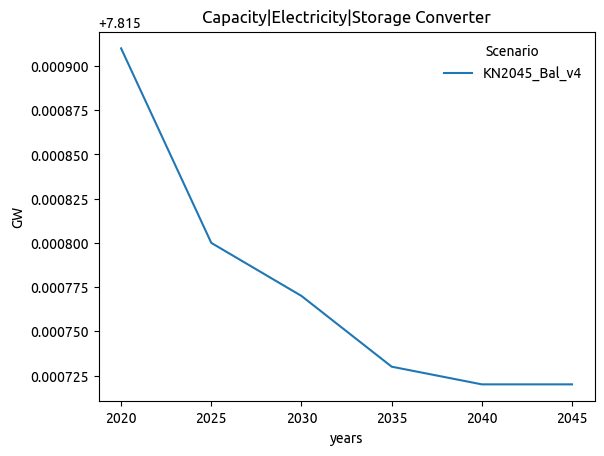 Capacity|Electricity|Storage Converter
+7.815
Scenario
KN2045_Bal_v4
0.000900
0.000875
0.000850
0.000825
0.000800
0.000775
0.000750
0.000725
GW
2020 2025 2030 2035 2040 2045
years